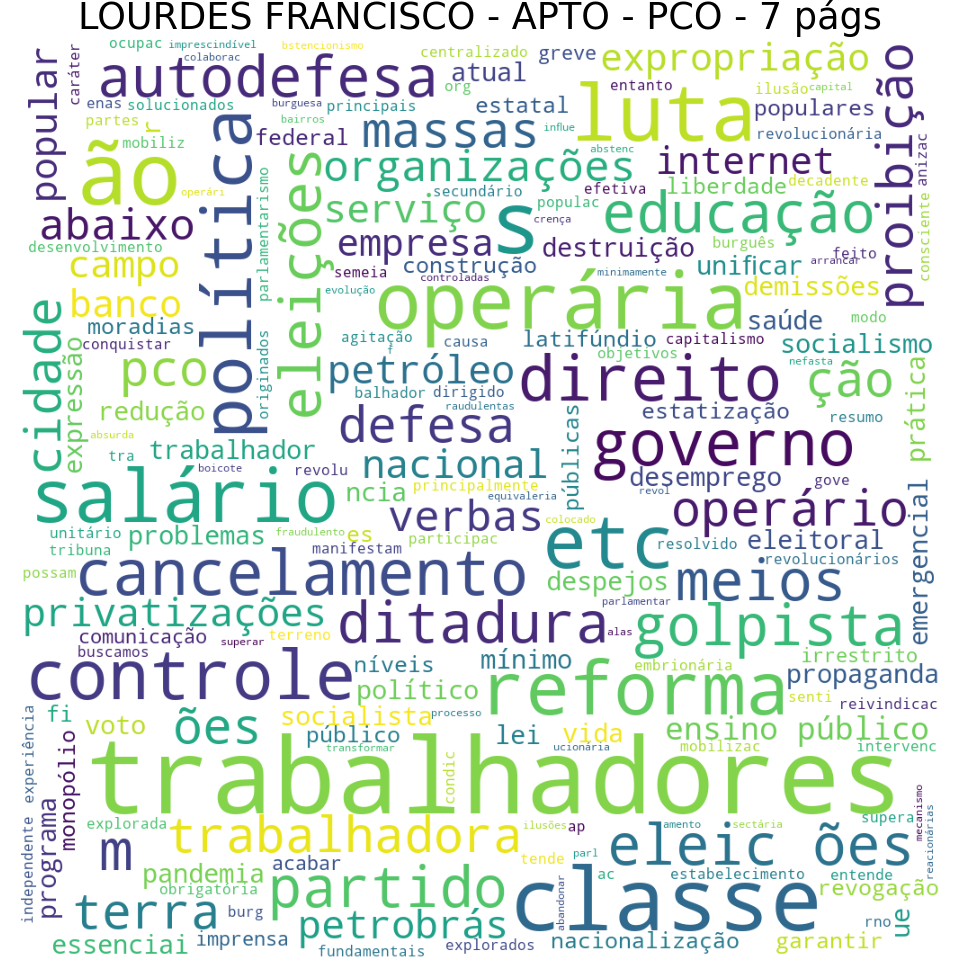 LOURDES FRANCISCO - APTO - PCO - 7 págs
ocupac
imprescindível
colaborac
bstencionismo
centralizado
greve
expropriação
caráter
popular
autodefesa
atual
org
entanto
ilusão
capital
proibição
enas
solucionados
burguesa
principais
estatal
luta
populares
partes
r
mobiliz
federal
bairros
massas
influe
revolucionária
ão
política
organizações
abstenc
internet
anizac
operári
secundário
efetiva
liberdade
decadente
abaixo
parlamentarismo
eleições
serviço
populac
crença
s
educação
consciente
desenvolvimento
empresa
destruição
burguês
feito
arrancar
campo
semeia
construção
controladas
minimamente
unificar
banco
evolução
operária
demissões
moradias
saúde
modo
cidade
conquistar
originados
agitação
f
causa
latifúndio
capitalismo
socialismo
expressão
pco
petróleo
objetivos
nefasta
balhador
dirigido
direito
ção
redução
raudulentas
estatização
resumo
prática
absurda
defesa
públicas
governo
tra
trabalhador
boicote
revolu
nacional
desemprego
gove
salário
ncia
principalmente
equivaleria
revol
operário
verbas
colocado
unitário
problemas
fraudulento
es
participac
etc
resolvido
eleitoral
emergencial
tribuna
manifestam
revolucionários
possam
cancelamento
despejos
meios
privatizações
parlamentar
ditadura
golpista
comunicação
superar
terreno
alas
buscamos
irrestrito
controle
níveis
mínimo
embrionária
propaganda
político
reforma
senti
reivindicac
fi
voto
ões
socialista
processo
público
lei
vida
ensino
público
transformar
ucionária
mobilizac
intervenc
experiência
independente
monopólio
programa
trabalhadores
condic
mecanismo
explorada
trabalhadora
ilusões
ap
amento
sectária
supera
reacionárias
m
acabar
tende
parl
eleic
ões
pandemia
obrigatória
partido
abandonar
ac
estabelecimento
entende
classe
revogação
terra
burg
petrobrás
rno
ue
essenciai
imprensa
fundamentais
explorados
nacionalização
garantir